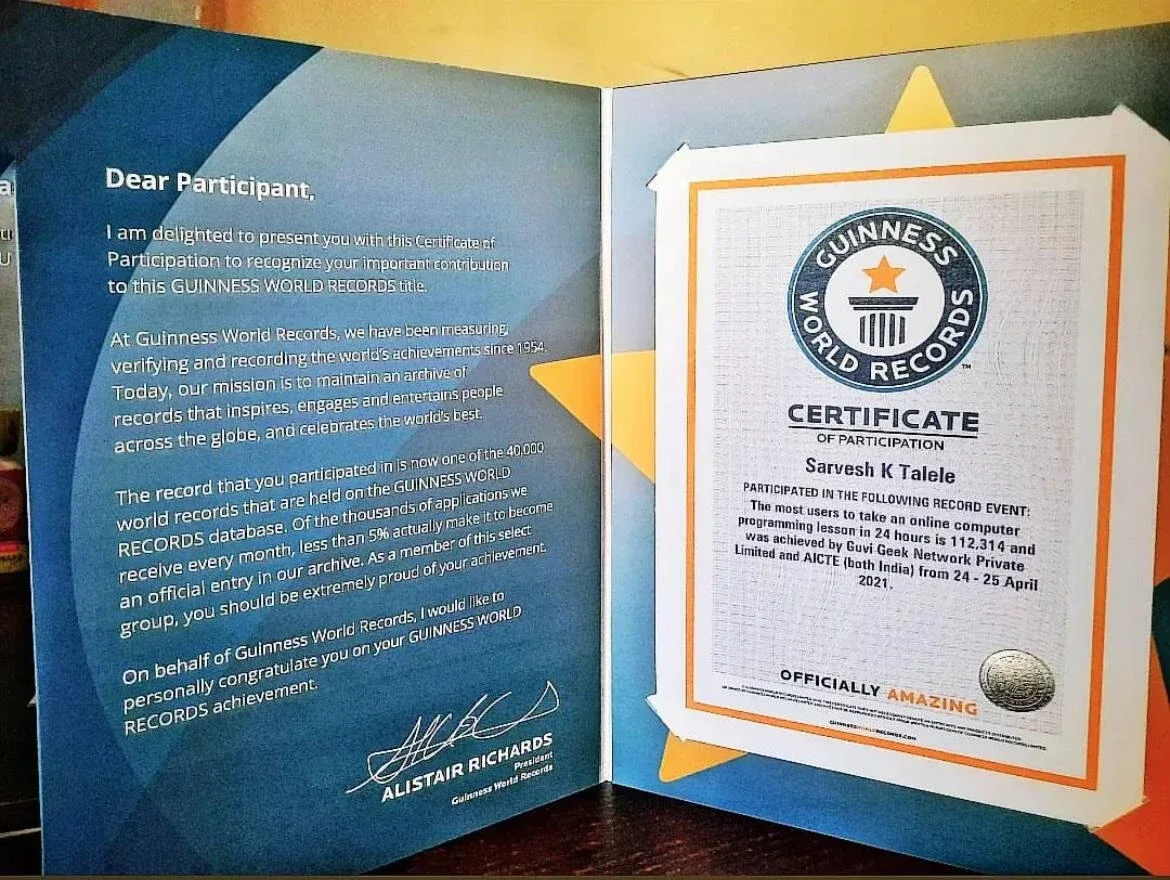 Dear Participant,
I am delighted to present you with this Certificate of
Participation to recognize your important contribution
to this GUINNESS WORLD RECORDS title.
At Guinness World Records, we have been measuring,
verifying and recording the world's achievements since 1954.
Today, our mission is to maintain an archive of
records that inspires, engages and entertains people
across the globe, and celebrates the world's best.
The record that you participated in is now one of the 40,000
world records that are held on the GUINNESS WORLD
RECORDS database. Of the thousands of applications we
receive every month, less than 5% actually make it to become
an official entry in our archive. As a member of this select
group, you should be extremely proud of your achievement.
On behalf of Guinness World Records, I would like to
personally congratulate you on your GUINNESS WORLD
RECORDS achievement.
ALISTAIR RICHARDS
President
Guinness World Records
GUINNESS
WORLD RECORDS
TM
CERTIFICATE
OF PARTICIPATION
Sarvesh K Talele
PARTICIPATED IN THE FOLLOWING RECORD EVENT:
The most users to take an online computer
programming lesson in 24 hours is 112,314 and
was achieved by Guvi Geek Network Private
Limited and AICTE (both India) from 24 - 25 April
2021.
OFFICIALLY AMAZING
GUINNESSWORLDRECORDS.COM